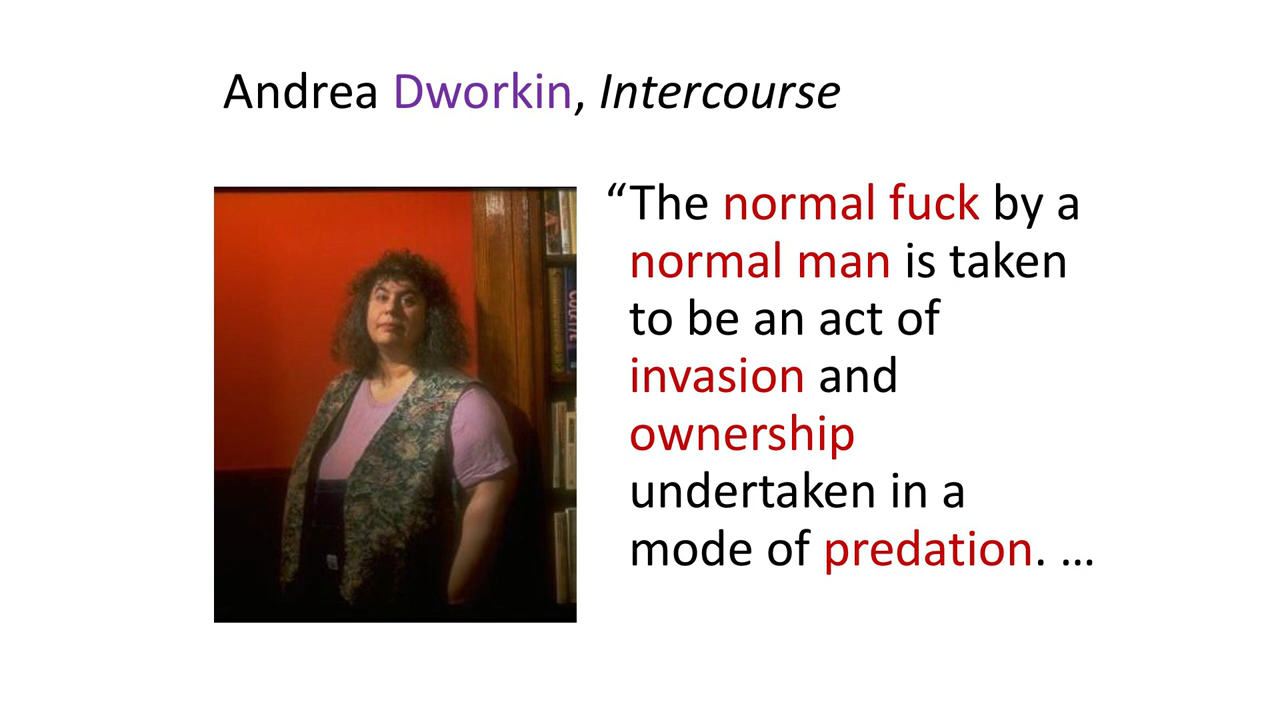 Andrea Dworkin, Intercourse
“The normal fuck by a
normal man is taken
to be an act of
invasion and
ownership
undertaken in a
mode of predation. …